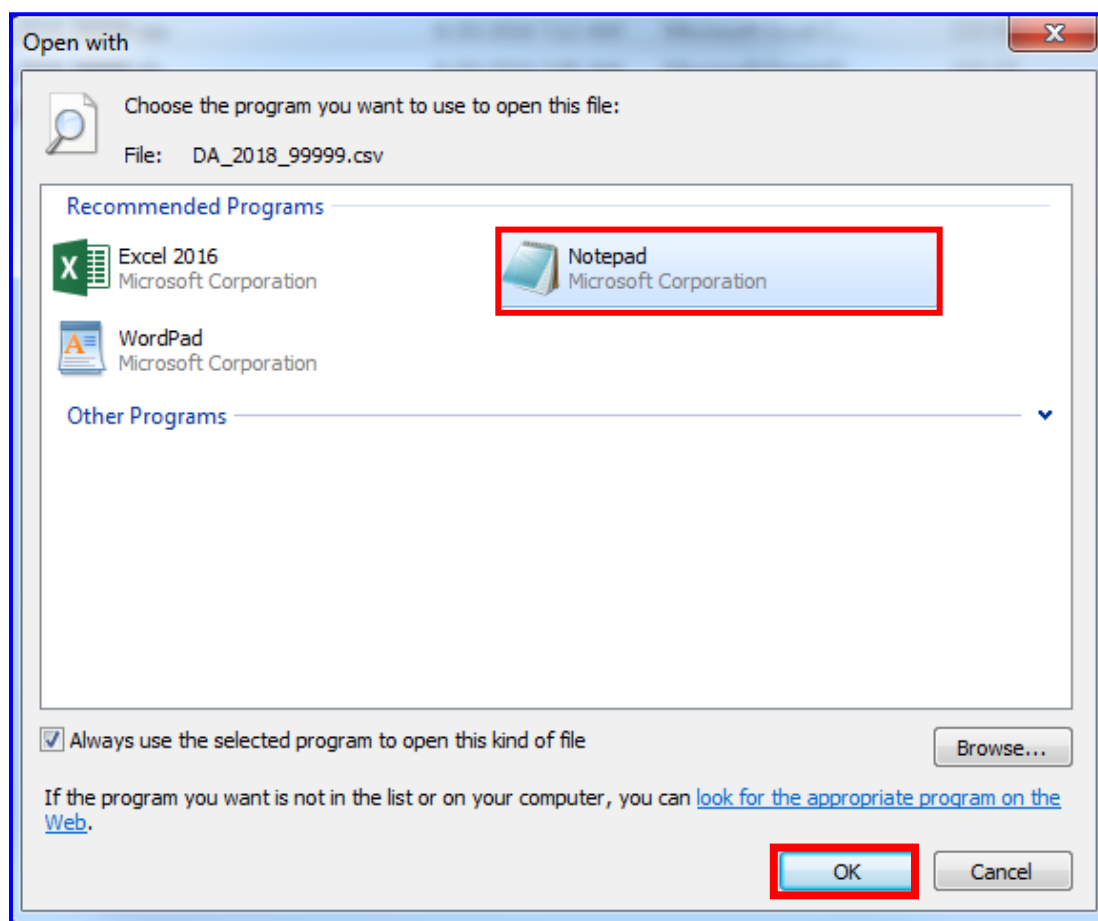 Open with
Choose the program you want to use to open this file:
File: DA_2018_99999.csv
Recommended Programs
Excel 2016
Microsoft Corporation
Notepad
Microsoft Corporation
WordPad
Microsoft Corporation
Other Programs
Always use the selected program to open this kind of file
Browse...
If the program you want is not in the list or on your computer, you can look for the appropriate program on the
Web.
OK Cancel